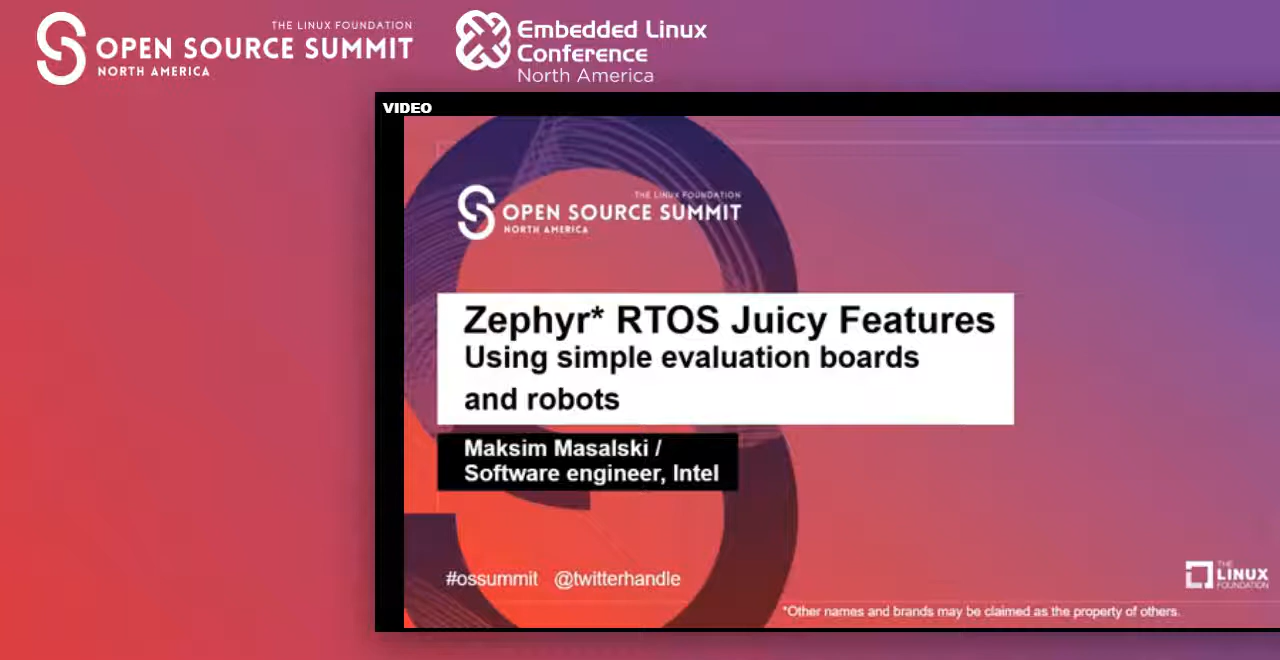 THE LINUX FOUNDATION
OPEN SOURCE SUMMIT
NORTH AMERICA
Embedded Linux
Conference
North America
VIDEO
THE LINUX FOUNDATION
OPEN SOURCE SUMMIT
NORTH AMERICA
Zephyr* RTOS Juicy Features
Using simple evaluation boards
and robots
Maksim Masalski /
Software engineer, Intel
#ossummit @twitterhandle
THE
LINUX
FOUNDATION
*Other names and brands may be claimed as the property of others.